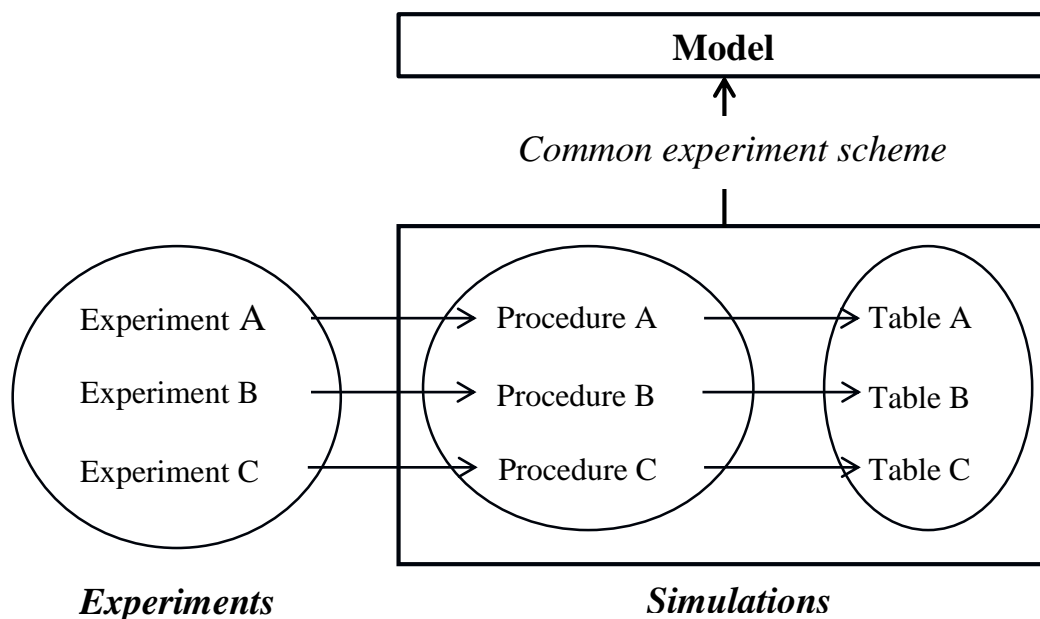 Model
Common experiment scheme
Experiment A
Procedure A
Table A
Experiment B
Procedure B
Table B
Experiment C
Procedure C
Table C
Experiments
Simulations